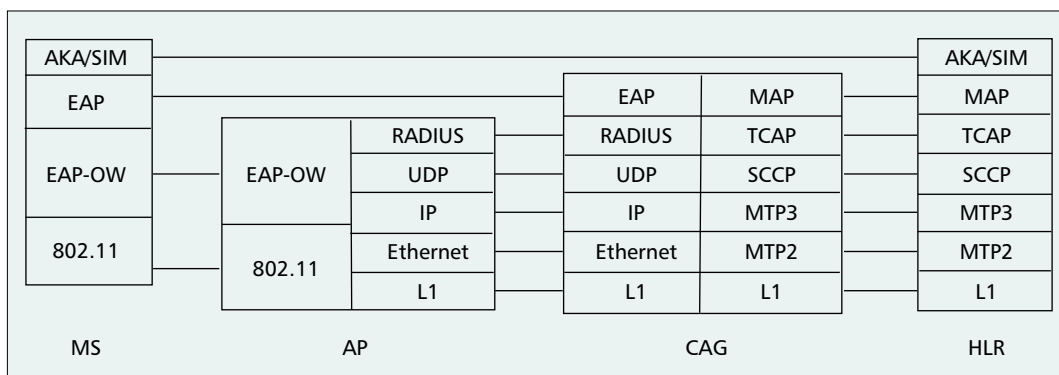 AKA/SIM
EAP
EAP-OW
802.11
MS
EAP-OW
802.11
RADIUS
UDP
IP
Ethernet
L1
AP
EAP
RADIUS
UDP
IP
Ethernet
L1
MAP
TCAP
SCCP
MTP3
MTP2
L1
CAG
AKA/SIM
MAP
TCAP
SCCP
MTP3
MTP2
L1
HLR